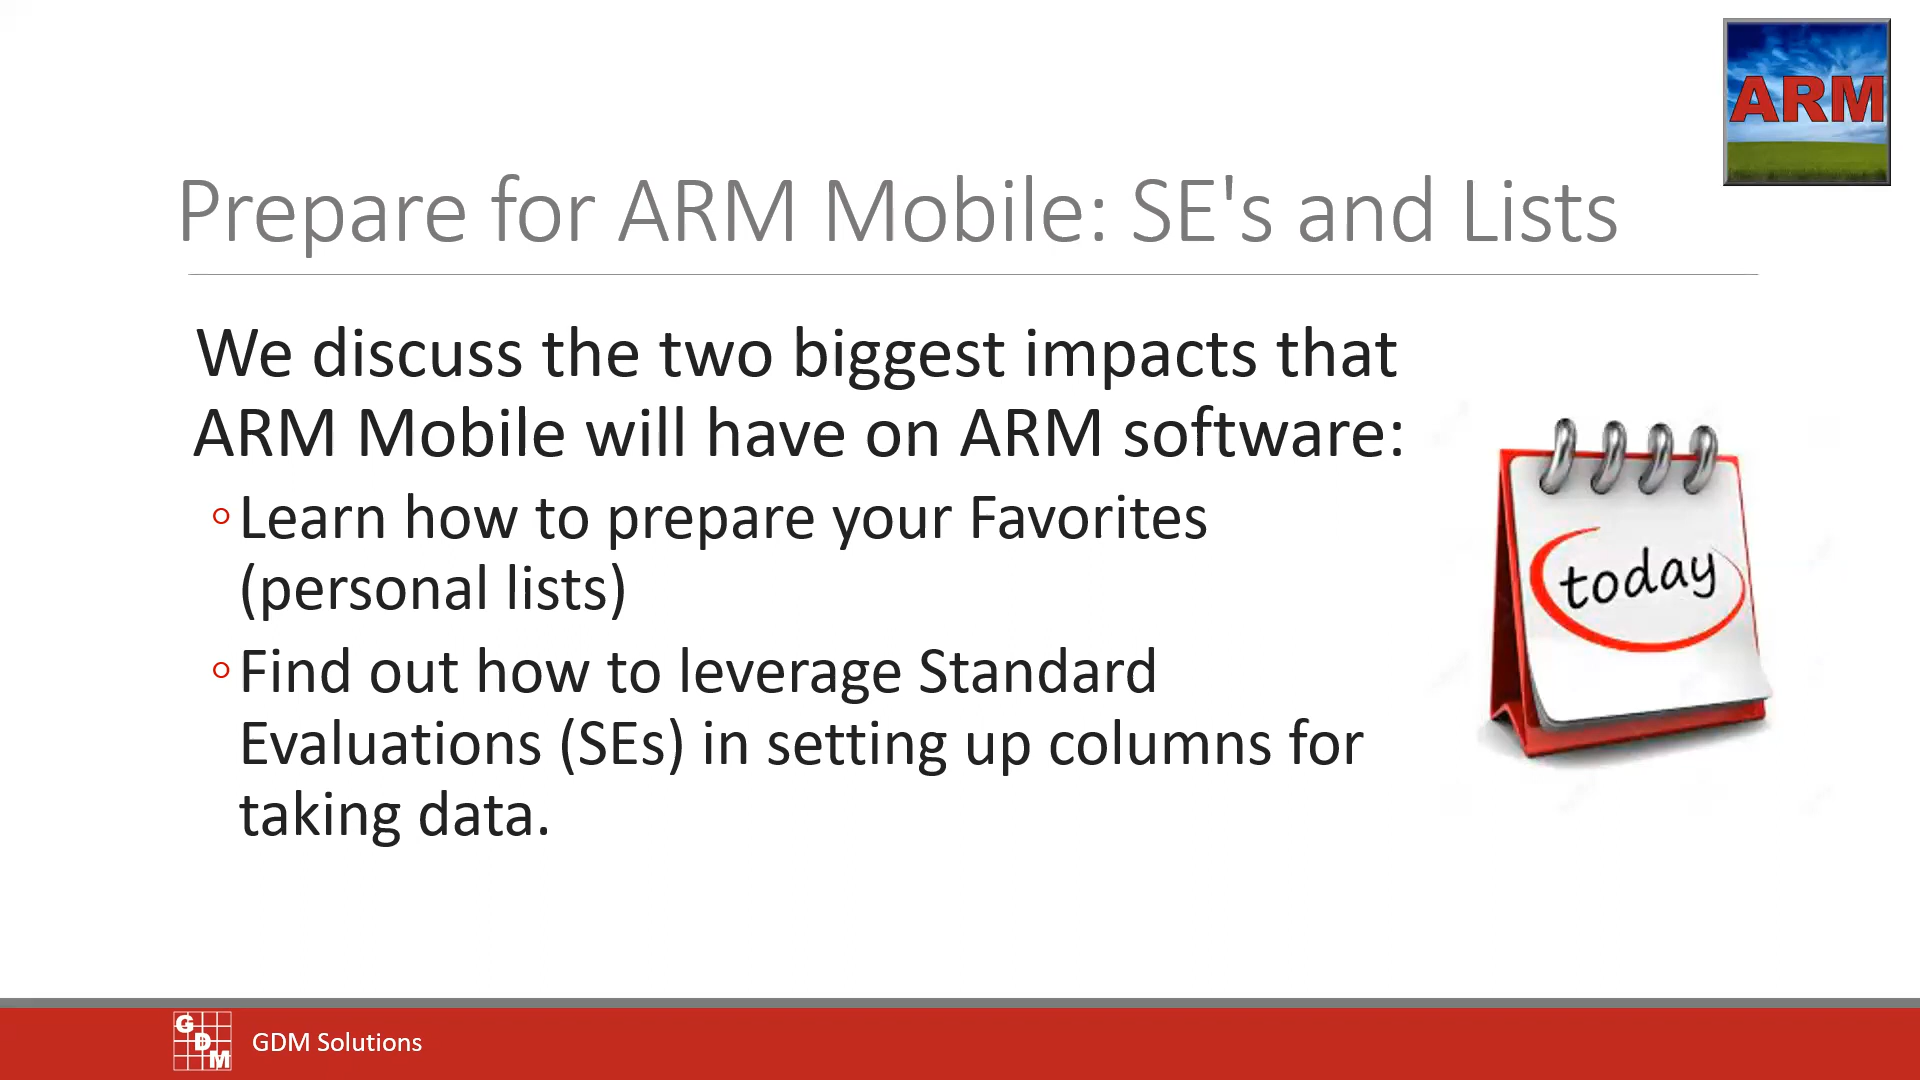 ARM
Prepare for ARM Mobile: SE's and Lists
We discuss the two biggest impacts that
ARM Mobile will have on ARM software:
◦Learn how to prepare your Favorites
(personal lists)
◦Find out how to leverage Standard
Evaluations (SEs) in setting up columns for
taking data.
today
GDM
GDM Solutions